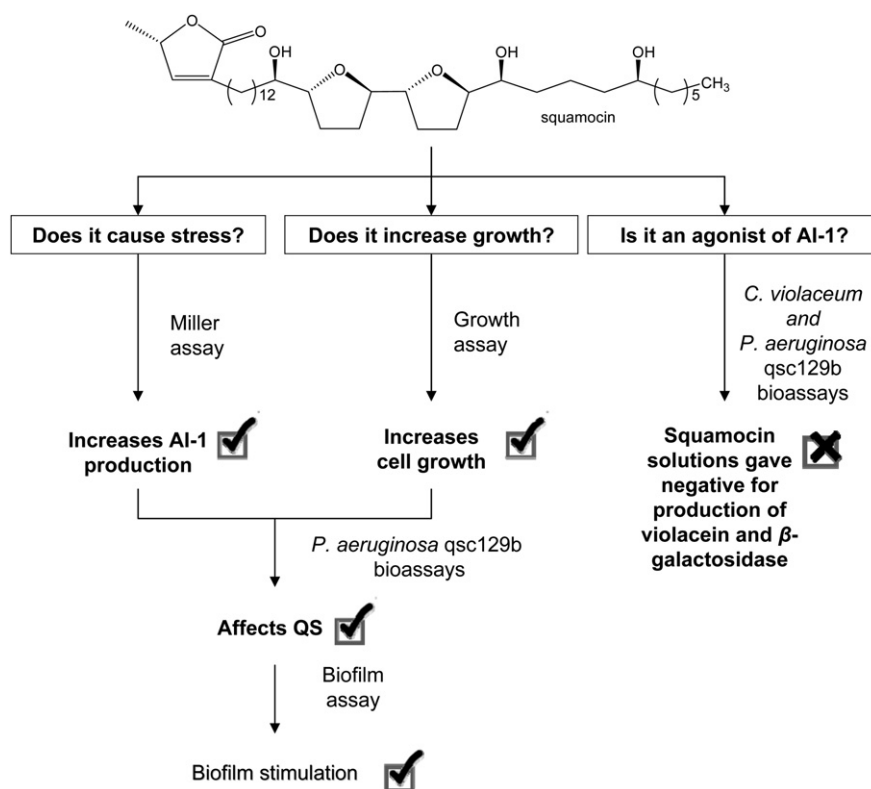 O
O
OH
O
O
OH
OH
( )12
( )5 CH3
squamocin
Does it cause stress?
Does it increase growth?
Is it an agonist of AI-1?
Miller
assay
Growth
assay
C. violaceum
and
P. aeruginosa
qsc129b
bioassays
Increases AI-1
production
Increases
cell growth
Squamocin
solutions gave
negative for
production of
violacein and β-
galactosidase
P. aeruginosa qsc129b
bioassays
Affects QS
Biofilm
assay
Biofilm stimulation